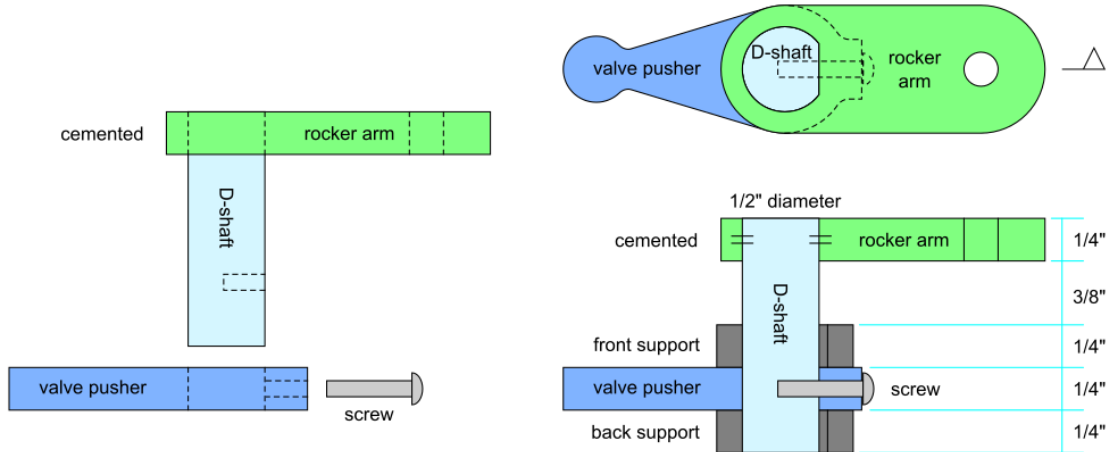 cemented
rocker arm
D-shaft
valve pusher
screw
valve pusher
D-shaft
rocker
arm
1/2" diameter
cemented
rocker arm
1/4"
3/8"
D-shaft
front support
1/4"
valve pusher
screw
1/4"
back support
1/4"